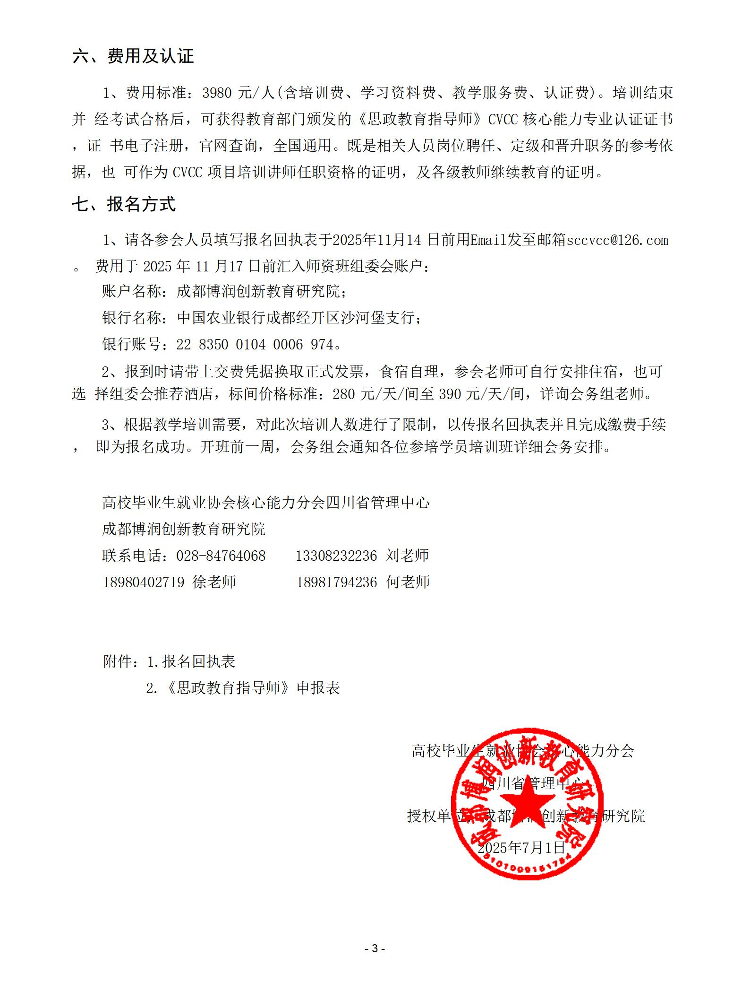 六、费用及认证
1、费用标准：3980 元/人(含培训费、学习资料费、教学服务费、认证费)。培训结束
并 经考试合格后，可获得教育部门颁发的《思政教育指导师》CVCC 核心能力专业认证证书
，证 书电子注册，官网查询，全国通用。既是相关人员岗位聘任、定级和晋升职务的参考依
据，也 可作为 CVCC 项目培训讲师任职资格的证明，及各级教师继续教育的证明。
七、报名方式
1、请各参会人员填写报名回执表于2025年11月14 日前用Email发至邮箱sccvcc@126.com
。 费用于 2025 年 11 月17 日前汇入师资班组委会账户：
账户名称：成都博润创新教育研究院；
银行名称：中国农业银行成都经开区沙河堡支行；
银行账号：22 8350 0104 0006 974。
2、报到时请带上交费凭据换取正式发票，食宿自理，参会老师可自行安排住宿，也可
选 择组委会推荐酒店，标间价格标准：280 元/天/间至 390 元/天/间，详询会务组老师。
3、根据教学培训需要，对此次培训人数进行了限制，以传报名回执表并且完成缴费手续
， 即为报名成功。开班前一周，会务组会通知各位参培学员培训班详细会务安排。
高校毕业生就业协会核心能力分会四川省管理中心
成都博润创新教育研究院
联系电话：028-84764068 13308232236 刘老师
18980402719 徐老师 18981794236 何老师
附件：1.报名回执表
2.《思政教育指导师》申报表
高校毕业生就业协会核心能力分会
四川省管理中心
授权单位：成都博润创新教育研究院
2025年7月1日
成都博润创新教育研究院
- 3 -